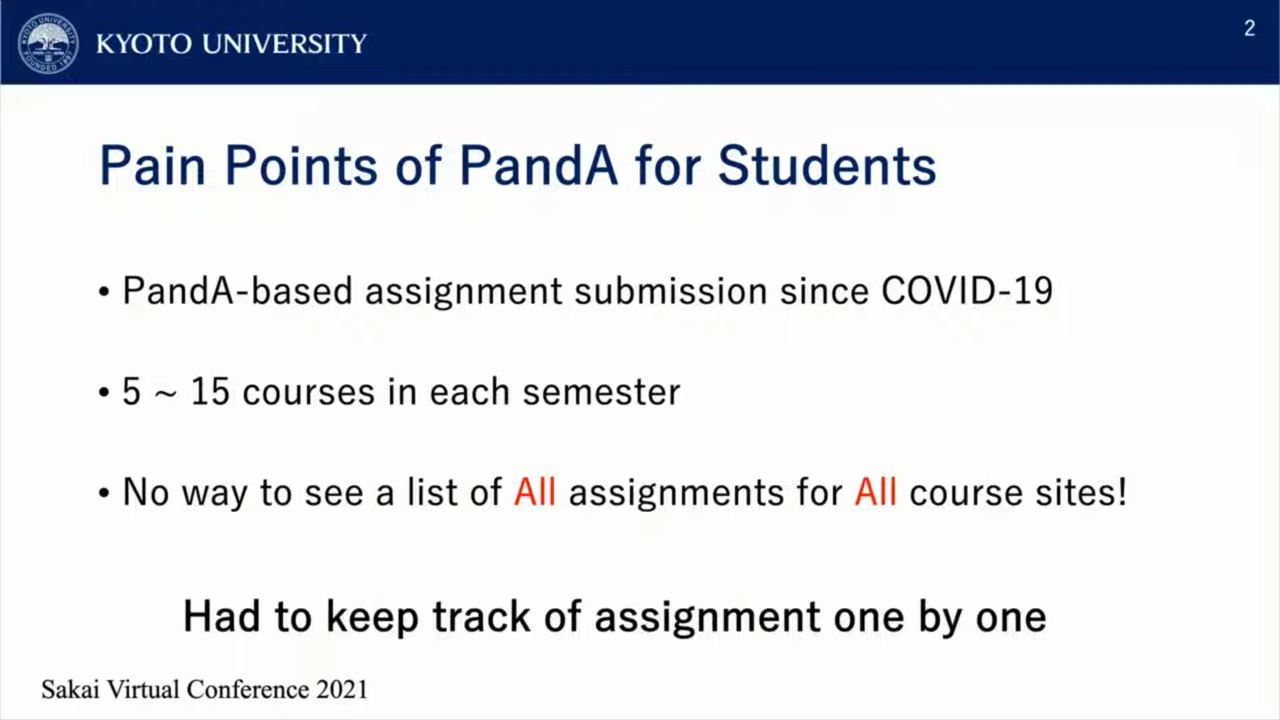 KYOTO UNIVERSITY
2
Pain Points of PandA for Students
• PandA-based assignment submission since COVID-19
• 5 ~ 15 courses in each semester
• No way to see a list of All assignments for All course sites!
Had to keep track of assignment one by one
Sakai Virtual Conference 2021